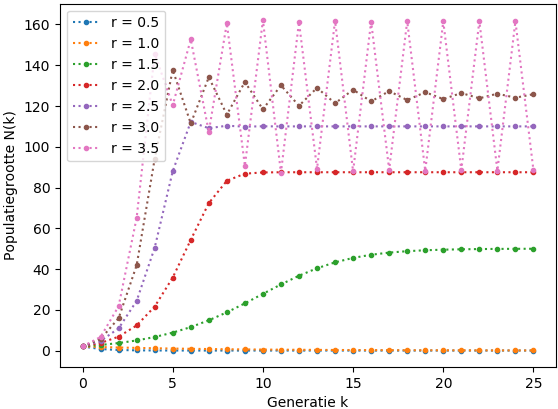 160
140
120
100
80
60
40
20
0
Populatiegrootte N(k)
r = 0.5
r = 1.0
r = 1.5
r = 2.0
r = 2.5
r = 3.0
r = 3.5
0 5 10 15 20 25
Generatie k